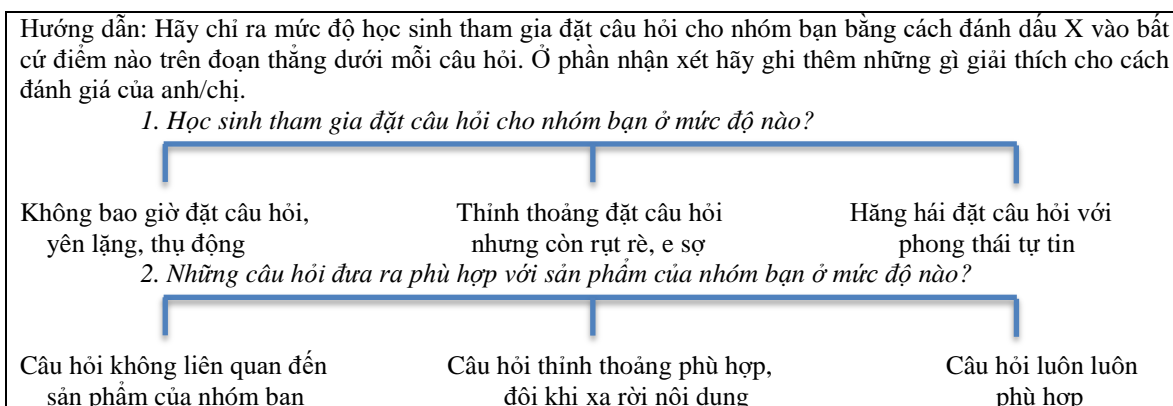 Hướng dẫn: Hãy chỉ ra mức độ học sinh tham gia đặt câu hỏi cho nhóm bạn bằng cách đánh dấu X vào bất
cứ điểm nào trên đoạn thẳng dưới mỗi câu hỏi. Ở phần nhận xét hãy ghi thêm những gì giải thích cho cách
đánh giá của anh/chị.
1. Học sinh tham gia đặt câu hỏi cho nhóm bạn ở mức độ nào?
Không bao giờ đặt câu hỏi, Thỉnh thoảng đặt câu hỏi Hăng hái đặt câu hỏi với
yên lặng, thụ động nhưng còn rụt rè, e sợ phong thái tự tin
2. Những câu hỏi đưa ra phù hợp với sản phẩm của nhóm bạn ở mức độ nào?
Câu hỏi không liên quan đến Câu hỏi thỉnh thoảng phù hợp, Câu hỏi luôn luôn
sản phẩm của nhóm bạn đôi khi xa rời nội dung phù hợp